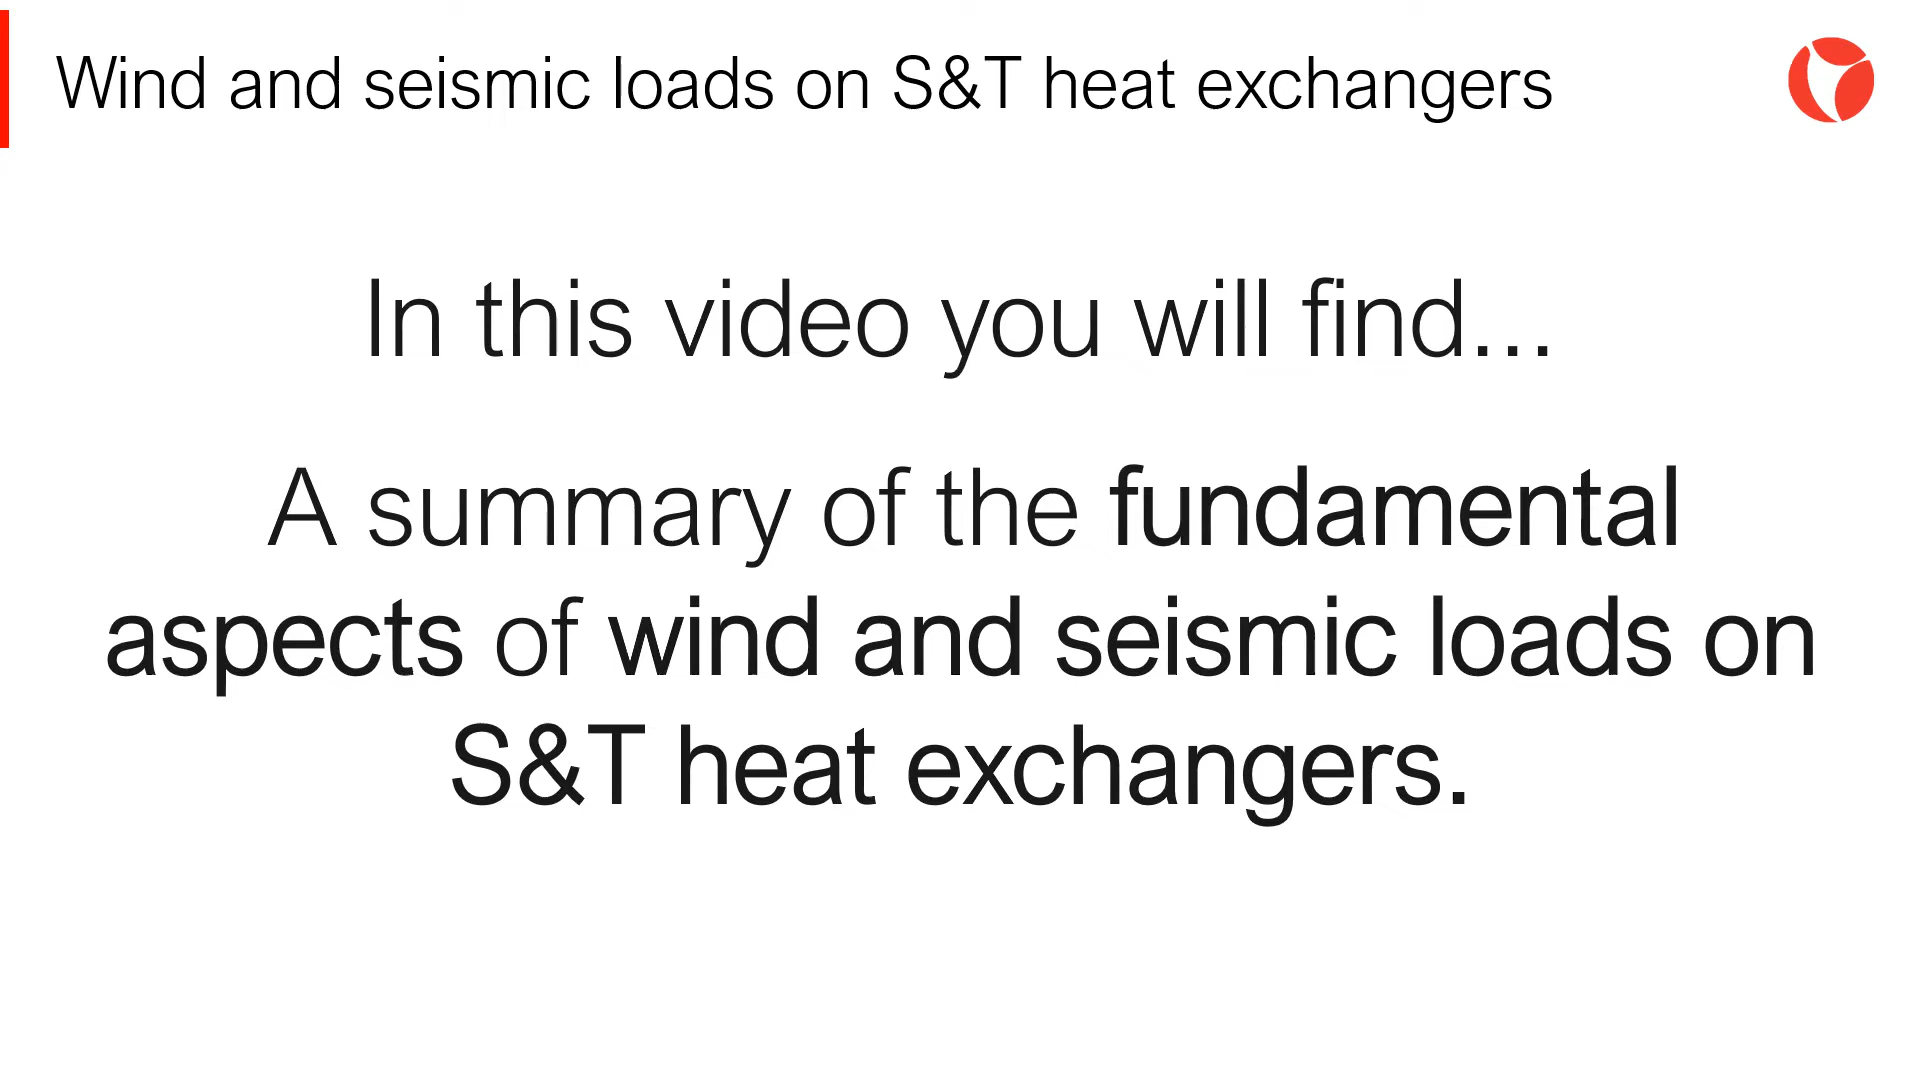 Wind and seismic loads on S&T heat exchangers
In this video you will find...
A summary of the fundamental
aspects of wind and seismic loads on
S&T heat exchangers.